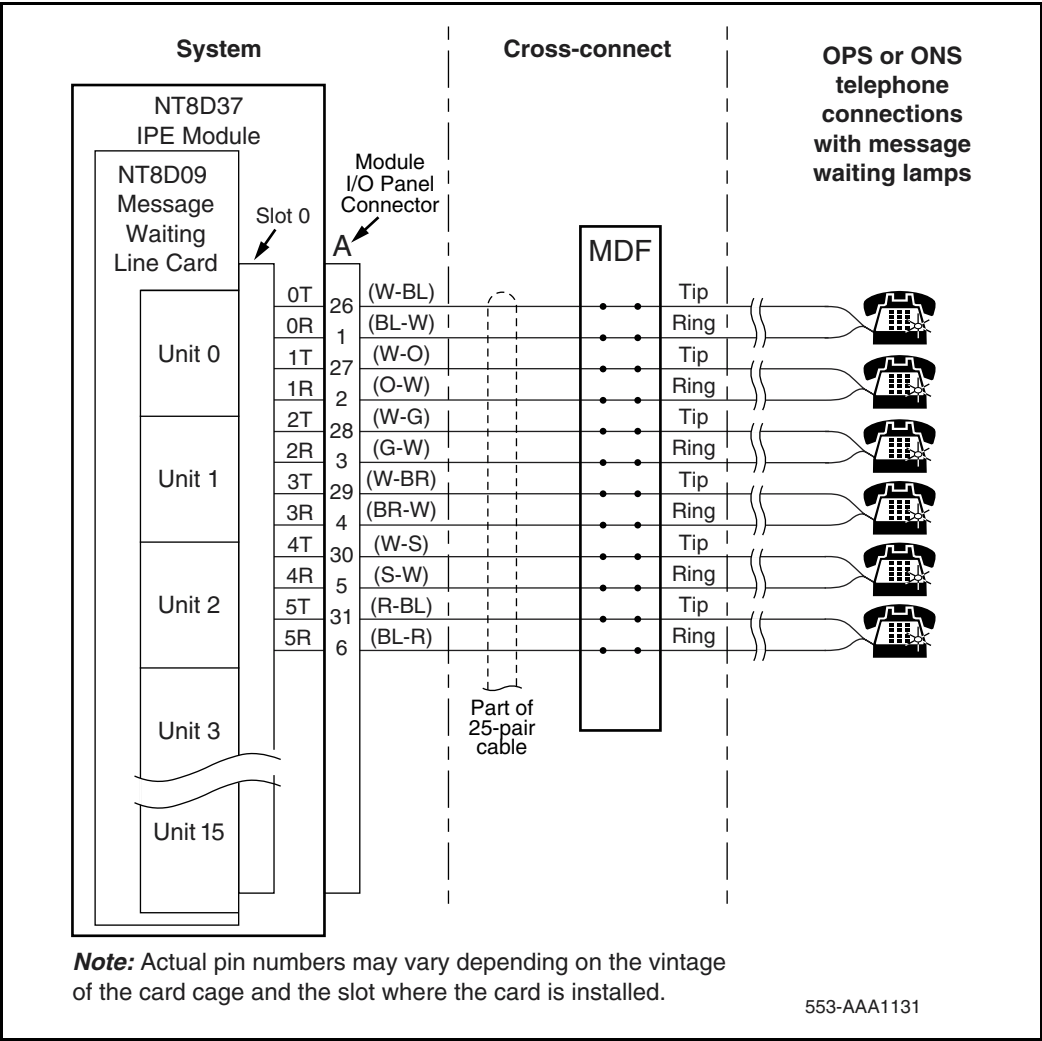 System
Cross-connect
OPS or ONS
telephone
connections
with message
waiting lamps
NT8D37
IPE Module
NT8D09
Message
Waiting
Line Card
Slot 0
Module
I/O Panel
Connector
A
MDF
Unit 0
Unit 1
Unit 2
Unit 3
Unit 15
0T 26 (W-BL) Tip
0R 1 (BL-W) Ring
1T 27 (W-O) Tip
1R 2 (O-W) Ring
2T 28 (W-G) Tip
2R 3 (G-W) Ring
3T 29 (W-BR) Tip
3R 4 (BR-W) Ring
4T 30 (W-S) Tip
4R 5 (S-W) Ring
5T 31 (R-BL) Tip
5R 6 (BL-R) Ring
Part of
25-pair
cable
Note: Actual pin numbers may vary depending on the vintage
of the card cage and the slot where the card is installed.
553-AAA1131